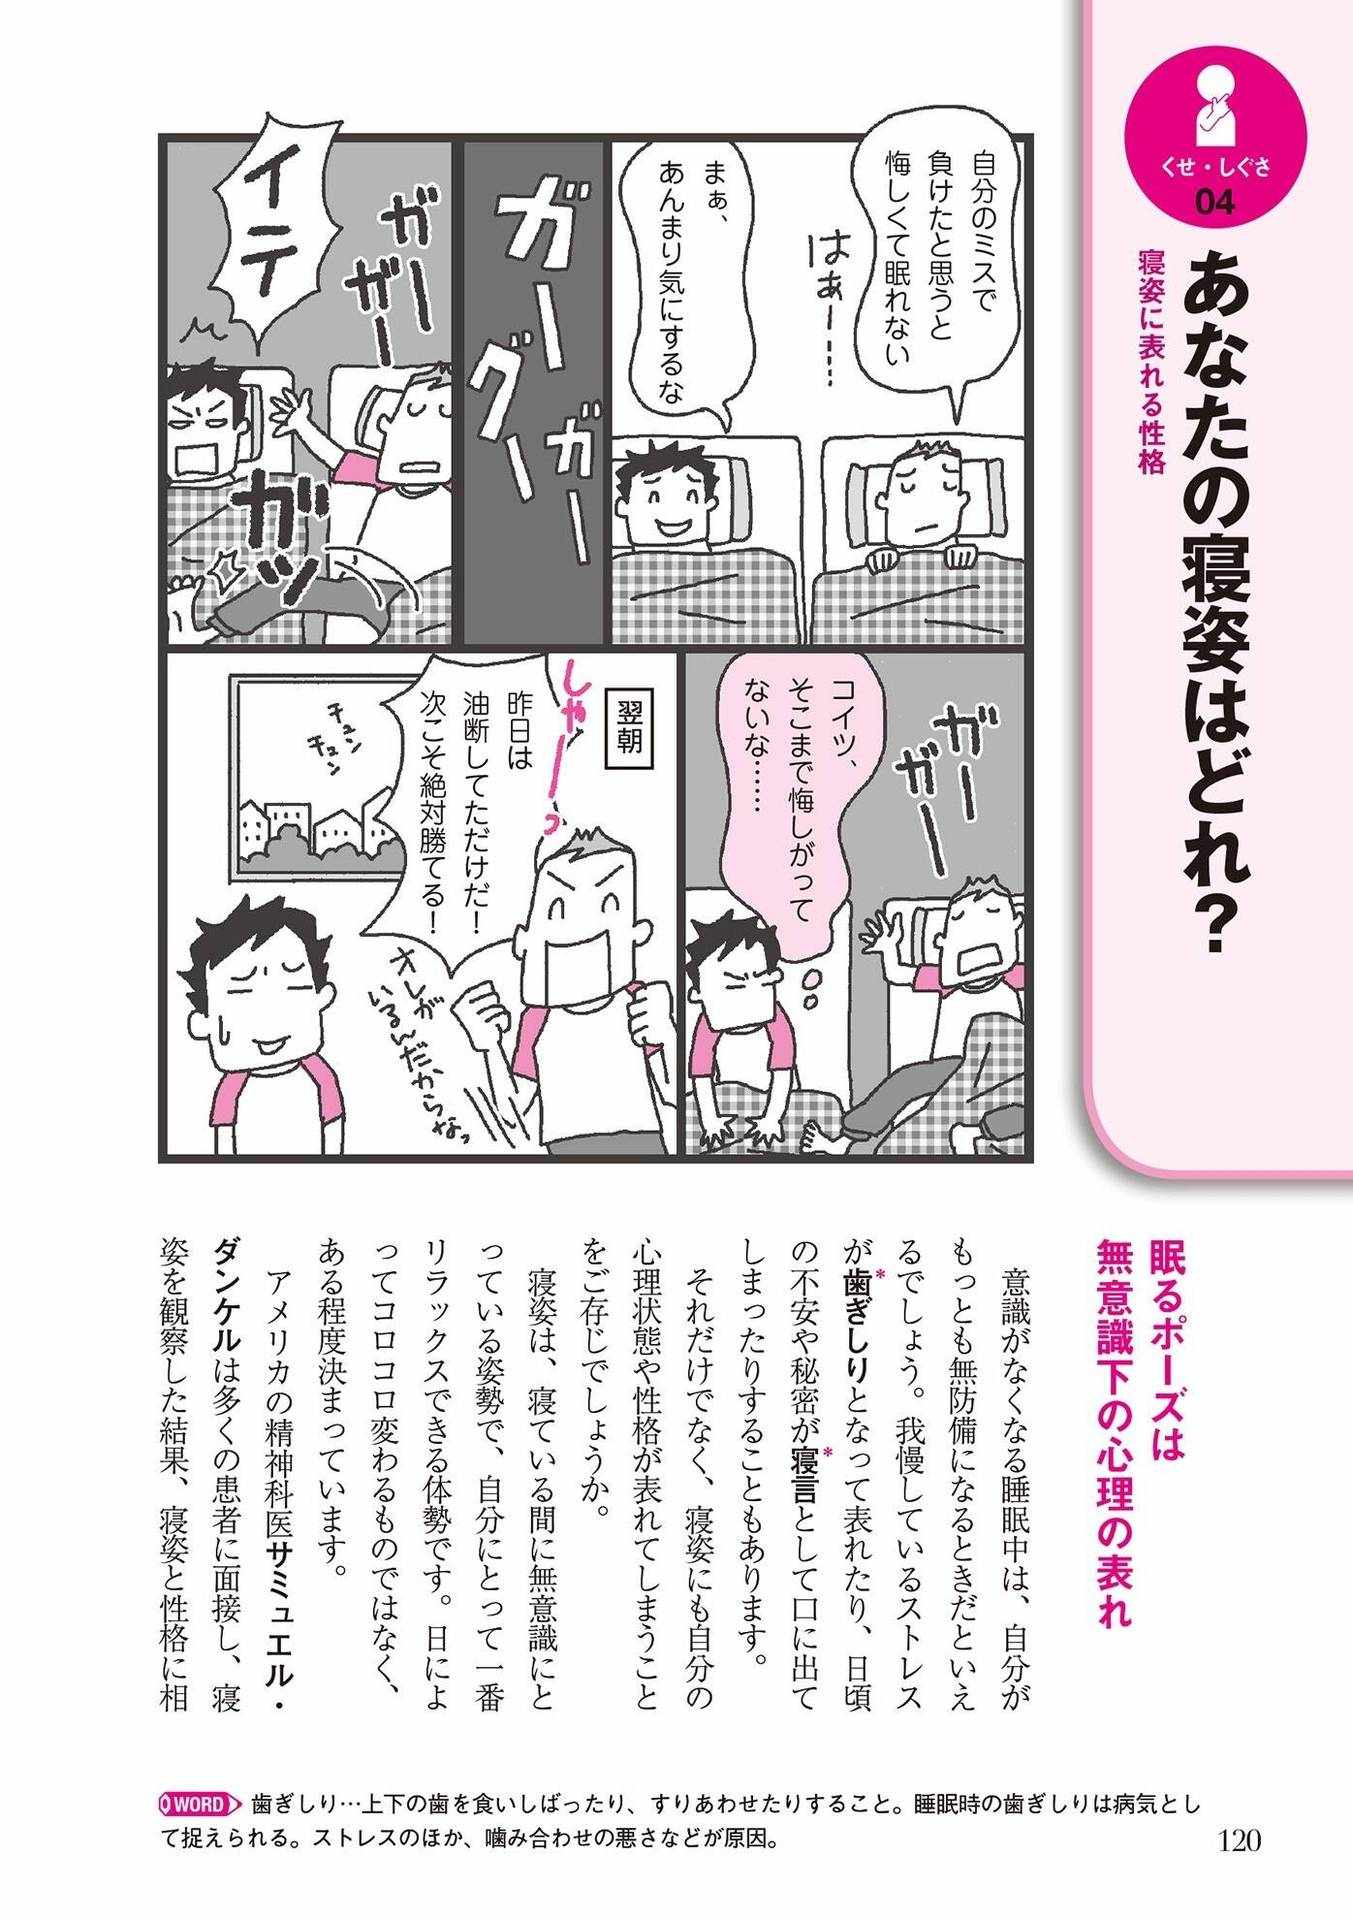 くせ・しぐさ
04
あなたの寝姿はどれ？
寝姿に表れる性格
自分のミスで
負けたと思うと
悔しくて眠れない
はぁー…
まぁ、
あんまり気にするな
ガー
ガー
グー
ガー
ガー
イテ
ガッ
ガー
ガー
コイツ、
そこまで悔しがって
ないな……
翌朝
しゃーっ
昨日は
油断してただけだ！
次こそ絶対勝てる！
オレが
いるんだからなっ
チュン
チュン
眠るポーズは
無意識下の心理の表れ
意識がなくなる睡眠中は、自分が
もっとも無防備になるときだといえ
るでしょう。我慢しているストレス
が歯ぎしり*となって表れたり、日頃
の不安や秘密が寝言*として口に出て
しまったりすることもあります。
それだけでなく、寝姿にも自分の
心理状態や性格が表れてしまうこと
をご存じでしょうか。
寝姿は、寝ている間に無意識にと
っている姿勢で、自分にとって一番
リラックスできる体勢です。日によ
ってコロコロ変わるものではなく、
ある程度決まっています。
アメリカの精神科医サミュエル・
ダンケルは多くの患者に面接し、寝
姿を観察した結果、寝姿と性格に相
WORD 歯ぎしり…上下の歯を食いしばったり、すりあわせたりすること。睡眠時の歯ぎしりは病気とし
て捉えられる。ストレスのほか、噛み合わせの悪さなどが原因。
120